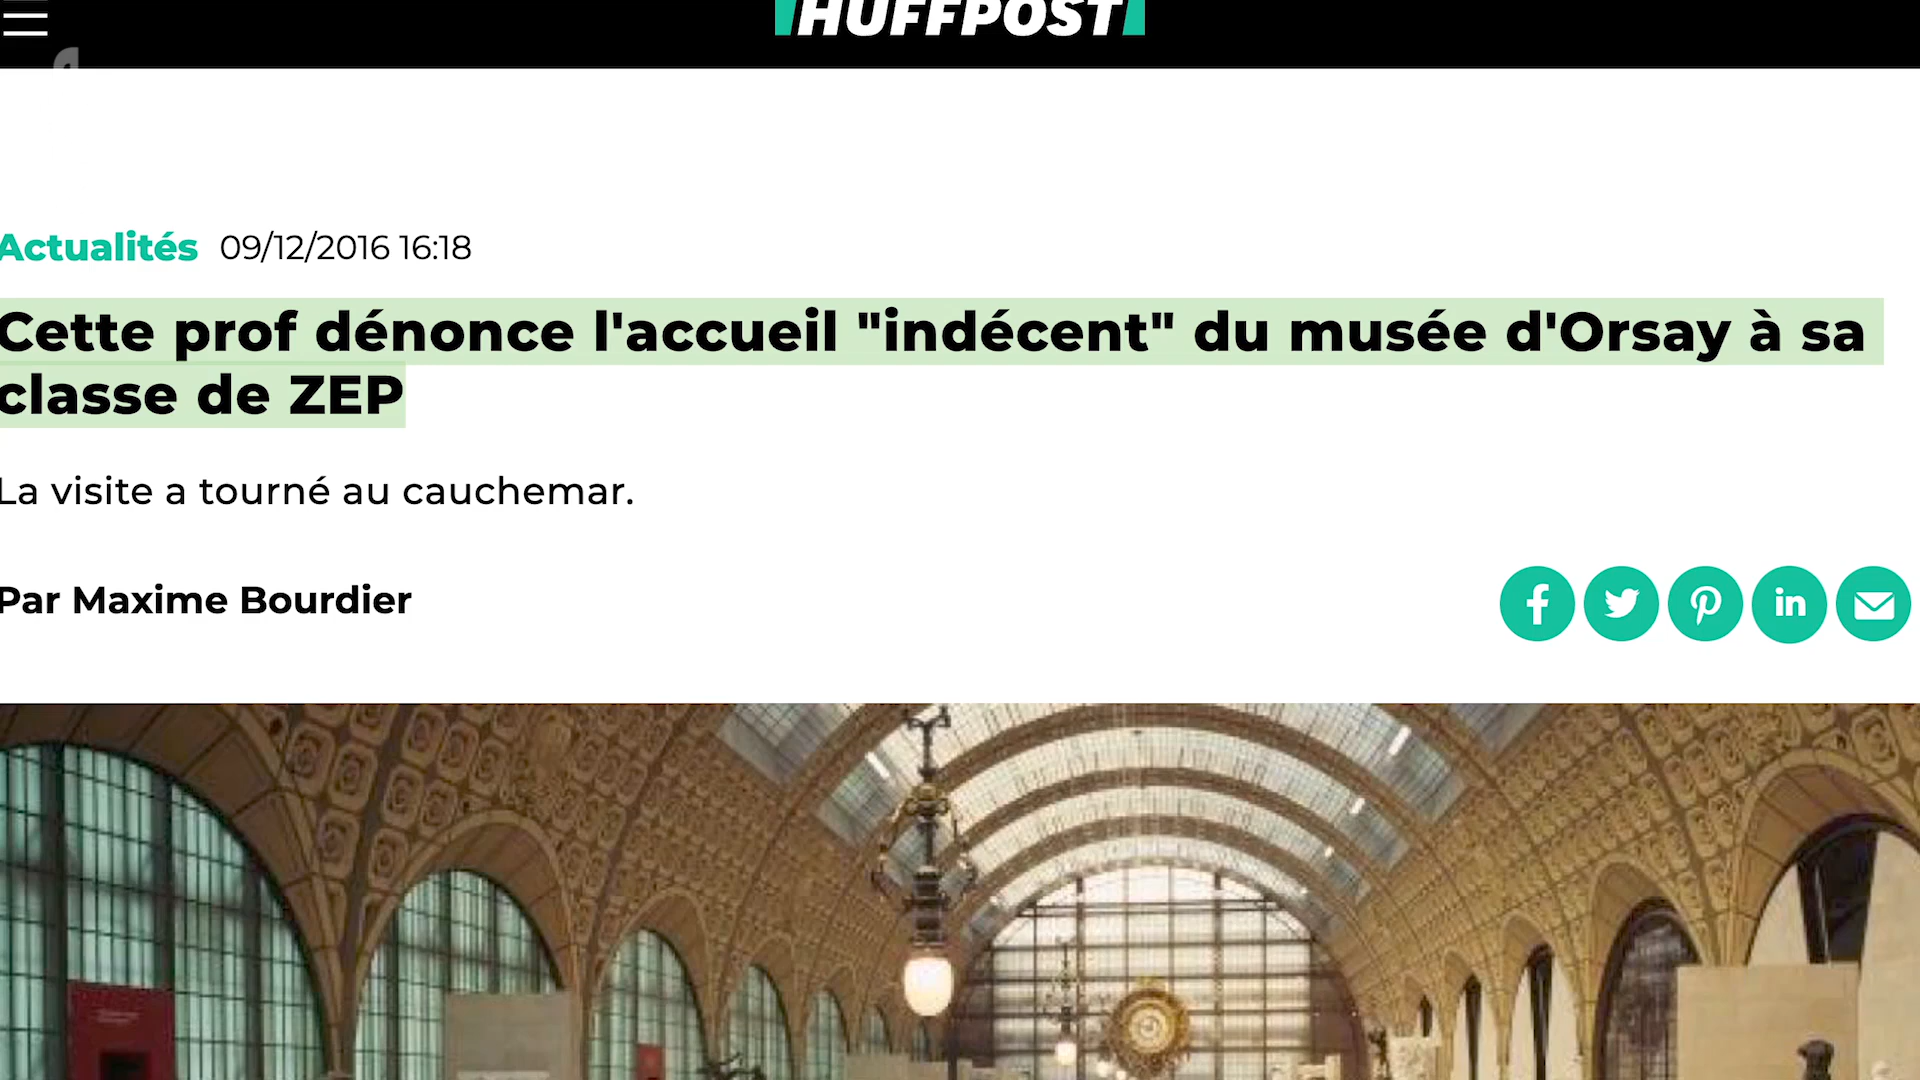 HUFFPOST
Actualités 09/12/2016 16:18
Cette prof dénonce l'accueil "indécent" du musée d'Orsay à sa
classe de ZEP
La visite a tourné au cauchemar.
Par Maxime Bourdier
in